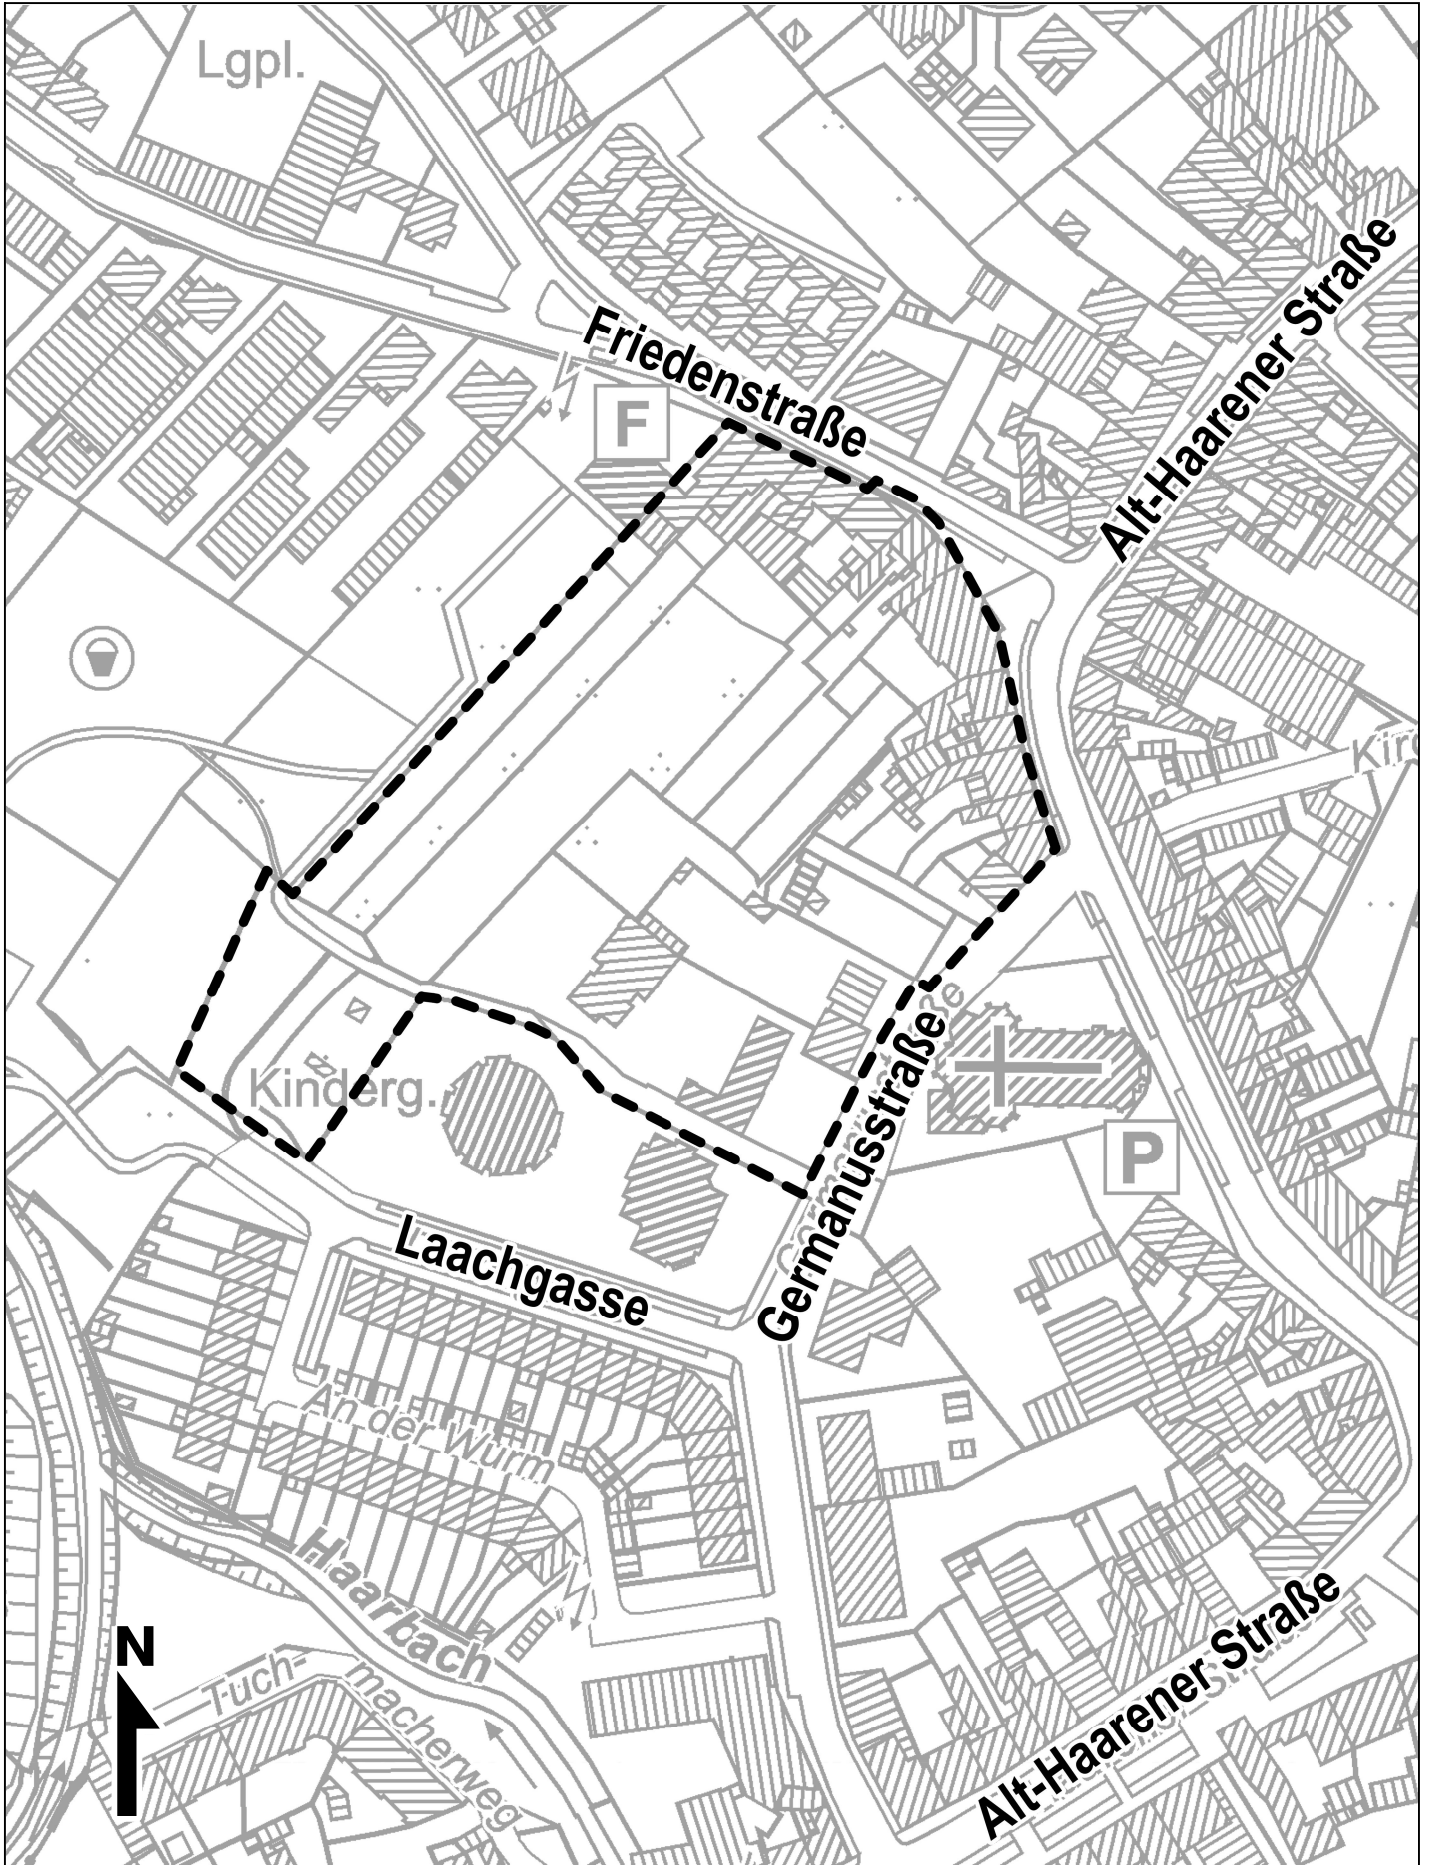 Lgpl.
Friedenstraße
F
Alt-Haarener Straße
Kinderg.
Germanusstraße
P
Laachgasse
An der Wurm
Haarbach
N
Tuch-
macherweg
Alt-Haarener Straße